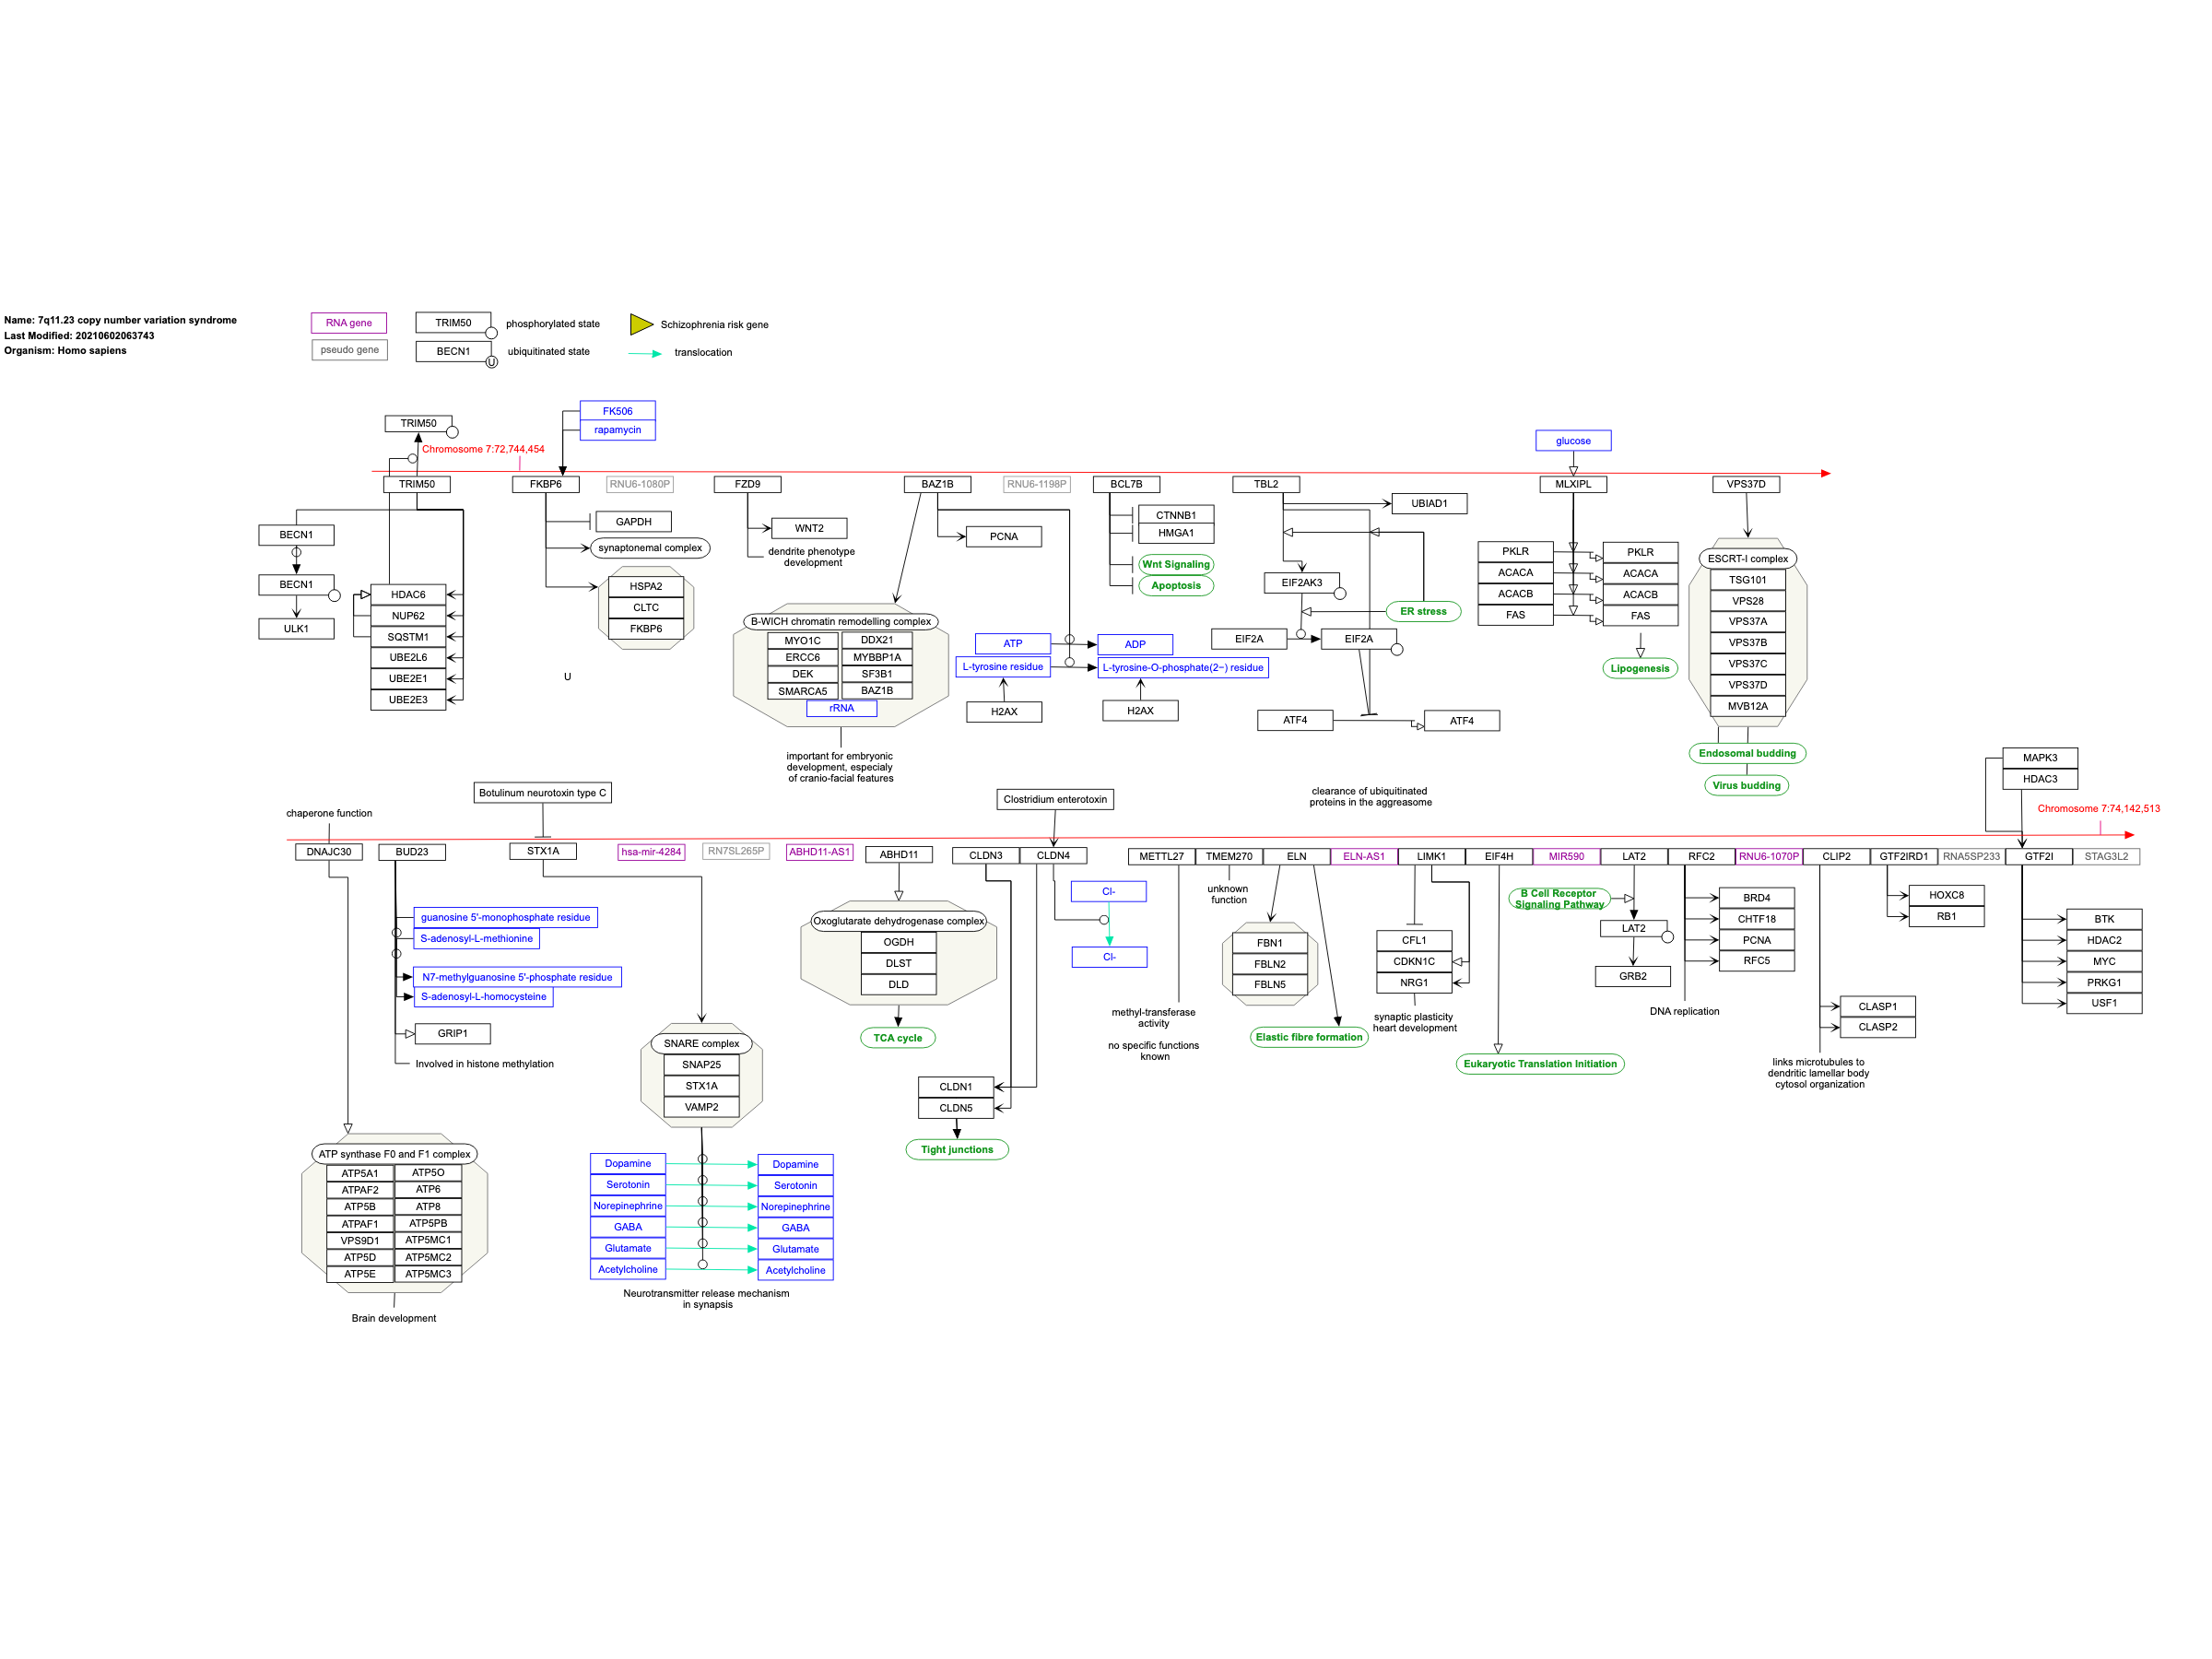 Name: 7q11.23 copy number variation syndrome
Last Modified: 20210602063743
Organism: Homo sapiens
RNA gene
pseudo gene
TRIM50
phosphorylated state
BECN1
U
ubiquitinated state
Schizophrenia risk gene
translocation
TRIM50
Chromosome 7:72,744,454
FK506
rapamycin
glucose
TRIM50
FKBP6
RNU6-1080P
FZD9
BAZ1B
RNU6-1198P
BCL7B
TBL2
MLXIPL
VPS37D
BECN1
BECN1
ULK1
HDAC6
NUP62
SQSTM1
UBE2L6
UBE2E1
UBE2E3
GAPDH
synaptonemal complex
HSPA2
CLTC
FKBP6
U
WNT2
dendrite phenotype
development
B-WICH chromatin remodelling complex
MYO1C
DDX21
ERCC6
MYBBP1A
DEK
SF3B1
SMARCA5
BAZ1B
rRNA
important for embryonic
development, especialy
of cranio-facial features
PCNA
ATP
ADP
L-tyrosine residue
L-tyrosine-O-phosphate(2−) residue
H2AX
H2AX
CTNNB1
HMGA1
Wnt Signaling
Apoptosis
UBIAD1
EIF2AK3
ER stress
EIF2A
EIF2A
ATF4
ATF4
clearance of ubiquitinated
proteins in the aggreasome
PKLR
ACACA
ACACB
FAS
PKLR
ACACA
ACACB
FAS
Lipogenesis
ESCRT-I complex
TSG101
VPS28
VPS37A
VPS37B
VPS37C
VPS37D
MVB12A
Endosomal budding
Virus budding
MAPK3
HDAC3
Chromosome 7:74,142,513
chaperone function
Botulinum neurotoxin type C
Clostridium enterotoxin
DNAJC30
BUD23
STX1A
hsa-mir-4284
RN7SL265P
ABHD11-AS1
ABHD11
CLDN3
CLDN4
METTL27
TMEM270
ELN
ELN-AS1
LIMK1
EIF4H
MIR590
LAT2
RFC2
RNU6-1070P
CLIP2
GTF2IRD1
RNA5SP233
GTF2I
STAG3L2
guanosine 5'-monophosphate residue
S-adenosyl-L-methionine
N7-methylguanosine 5'-phosphate residue
S-adenosyl-L-homocysteine
GRIP1
Involved in histone methylation
ATP synthase F0 and F1 complex
ATP5A1
ATP5O
ATPAF2
ATP6
ATP5B
ATP8
ATPAF1
ATP5PB
VPS9D1
ATP5MC1
ATP5D
ATP5MC2
ATP5E
ATP5MC3
Brain development
SNARE complex
SNAP25
STX1A
VAMP2
Dopamine
Dopamine
Serotonin
Serotonin
Norepinephrine
Norepinephrine
GABA
GABA
Glutamate
Glutamate
Acetylcholine
Acetylcholine
Neurotransmitter release mechanism
in synapsis
Oxoglutarate dehydrogenase complex
OGDH
DLST
DLD
TCA cycle
CLDN1
CLDN5
Tight junctions
Cl-
Cl-
methyl-transferase
activity
no specific functions
known
unknown
function
FBN1
FBLN2
FBLN5
Elastic fibre formation
CFL1
CDKN1C
NRG1
synaptic plasticity
heart development
Eukaryotic Translation Initiation
B Cell Receptor
Signaling Pathway
LAT2
GRB2
BRD4
CHTF18
PCNA
RFC5
DNA replication
CLASP1
CLASP2
links microtubules to
dendritic lamellar body
cytosol organization
HOXC8
RB1
BTK
HDAC2
MYC
PRKG1
USF1